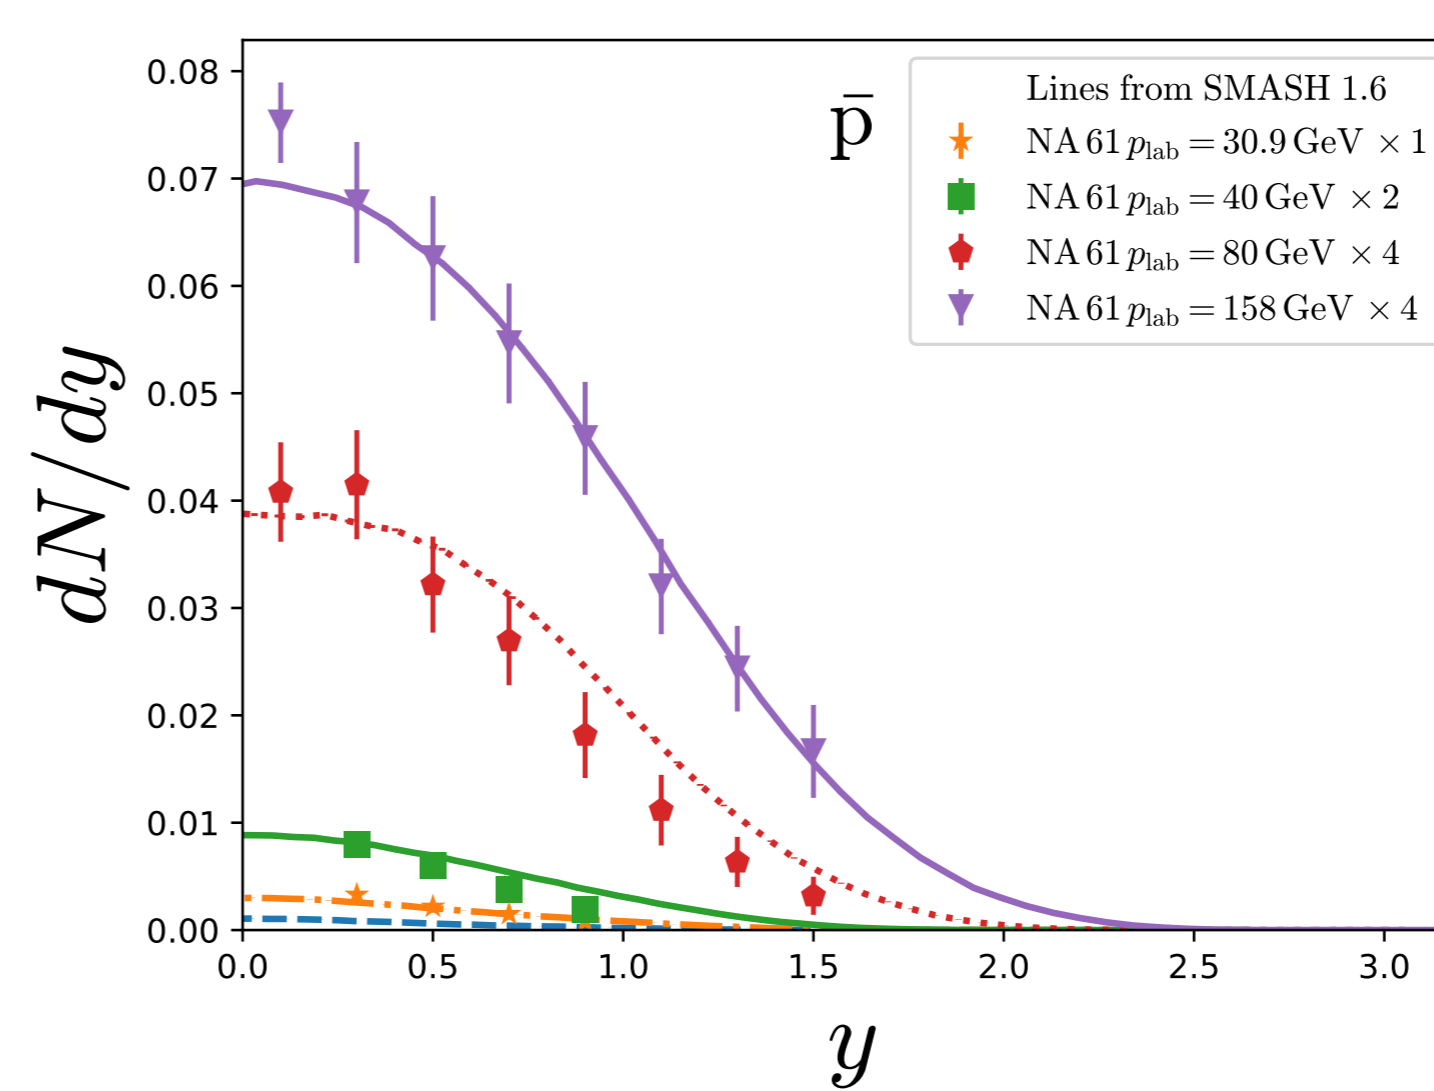 0.08
0.07
0.06
0.05
0.04
0.03
0.02
0.01
0.00
dN/dy
p̄
Lines from SMASH 1.6
NA 61 p_lab = 30.9 GeV × 1
NA 61 p_lab = 40 GeV × 2
NA 61 p_lab = 80 GeV × 4
NA 61 p_lab = 158 GeV × 4
0.0 0.5 1.0 1.5 2.0 2.5 3.0
y